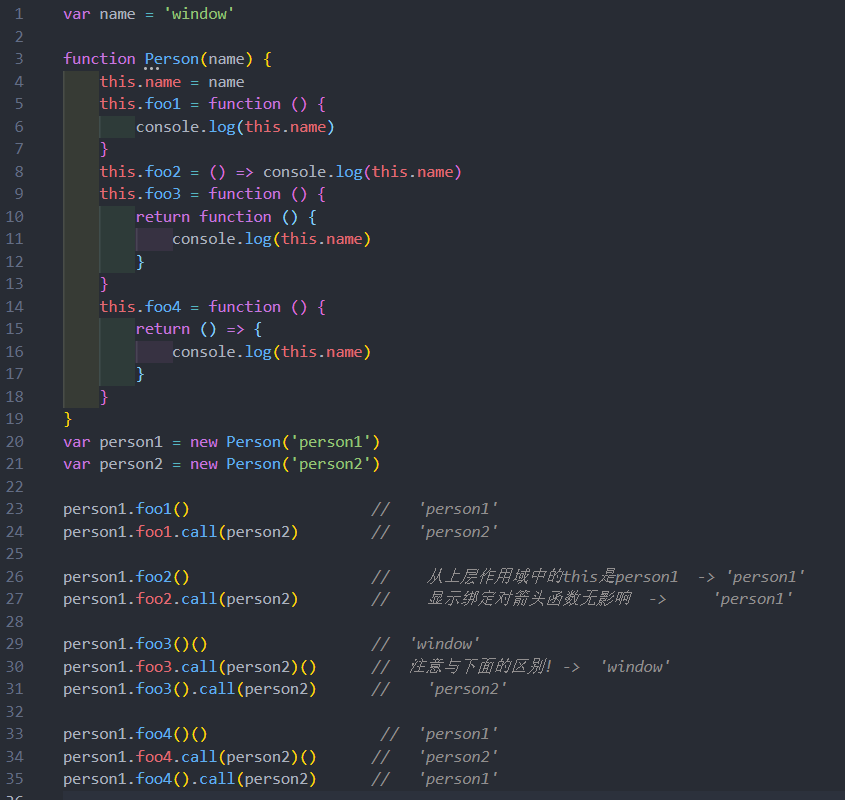 1 var name = 'window'
2
3 function Person(name) {
4 this.name = name
5 this.foo1 = function () {
6 console.log(this.name)
7 }
8 this.foo2 = () => console.log(this.name)
9 this.foo3 = function () {
10 return function () {
11 console.log(this.name)
12 }
13 }
14 this.foo4 = function () {
15 return () => {
16 console.log(this.name)
17 }
18 }
19 }
20 var person1 = new Person('person1')
21 var person2 = new Person('person2')
22
23 person1.foo1() // 'person1'
24 person1.foo1.call(person2) // 'person2'
25
26 person1.foo2() // 从上层作用域中的this是person1 -> 'person1'
27 person1.foo2.call(person2) // 显示绑定对箭头函数无影响 -> 'person1'
28
29 person1.foo3()() // 'window'
30 person1.foo3.call(person2)() // 注意与下面的区别! -> 'window'
31 person1.foo3().call(person2) // 'person2'
32
33 person1.foo4()() // 'person1'
34 person1.foo4.call(person2)() // 'person2'
35 person1.foo4().call(person2) // 'person1'